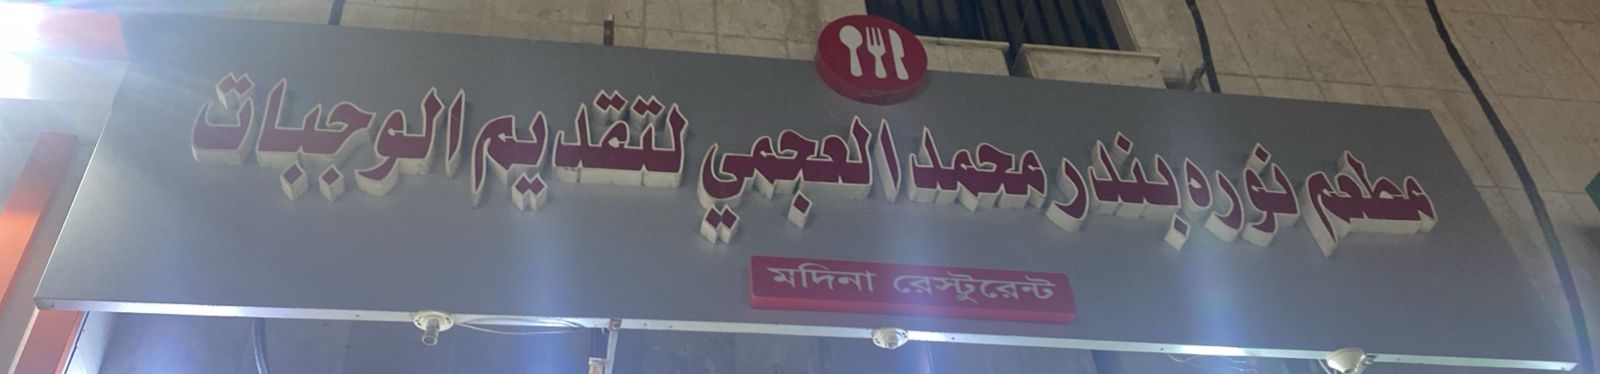 مطعم نوره بندر محمد العجمي لتقديم الوجبات
মদিনা রেস্টুরেন্ট